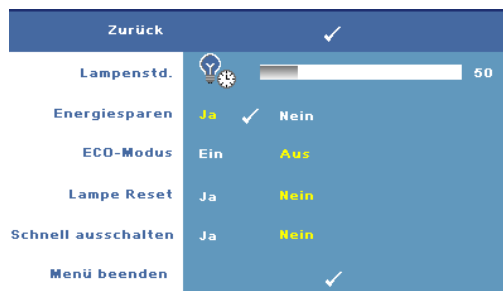 Zurück
Lampenstd. 50
Energiesparen Ja Nein
ECO-Modus Ein Aus
Lampe Reset Ja Nein
Schnell ausschalten Ja Nein
Menü beenden